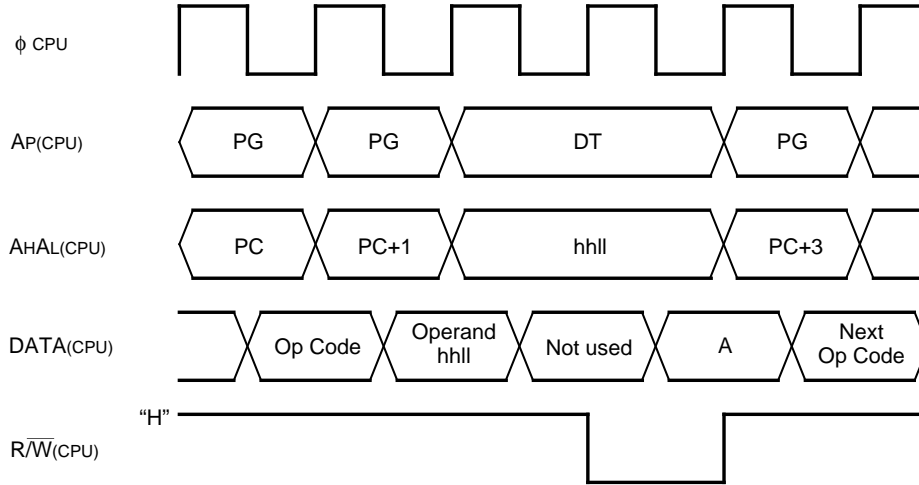 ϕ CPU
AP(CPU)
PG
PG
DT
PG
AHAL(CPU)
PC
PC+1
hhll
PC+3
DATA(CPU)
Op Code
Operand
hhll
Not used
A
Next
Op Code
“H”
R/W̅(CPU)